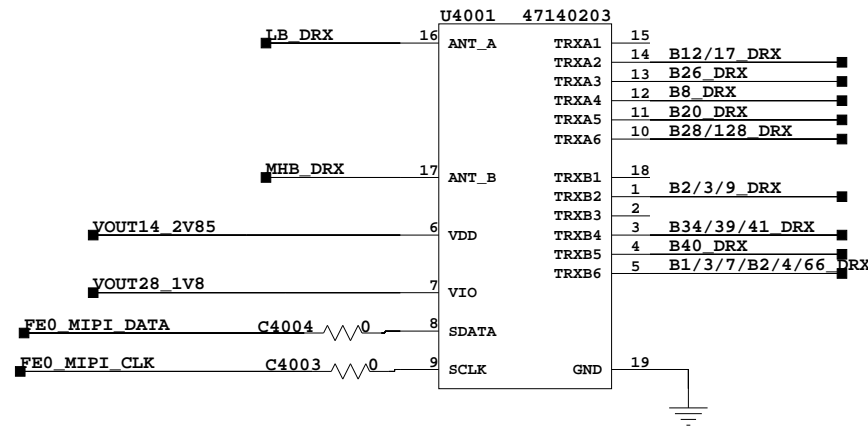 U4001 47140203
LB_DRX 16 ANT_A TRXA1 15
TRXA2 14 B12/17_DRX
TRXA3 13 B26_DRX
TRXA4 12 B8_DRX
TRXA5 11 B20_DRX
TRXA6 10 B28/128_DRX
MHB_DRX 17 ANT_B TRXB1 18
TRXB2 1 B2/3/9_DRX
TRXB3 2
VOUT14_2V85 6 VDD TRXB4 3 B34/39/41_DRX
TRXB5 4 B40_DRX
TRXB6 5 B1/3/7/B2/4/66_DRX
VOUT28_1V8 7 VIO
FE0_MIPI_DATA C4004 0 8 SDATA
FE0_MIPI_CLK C4003 0 9 SCLK GND 19